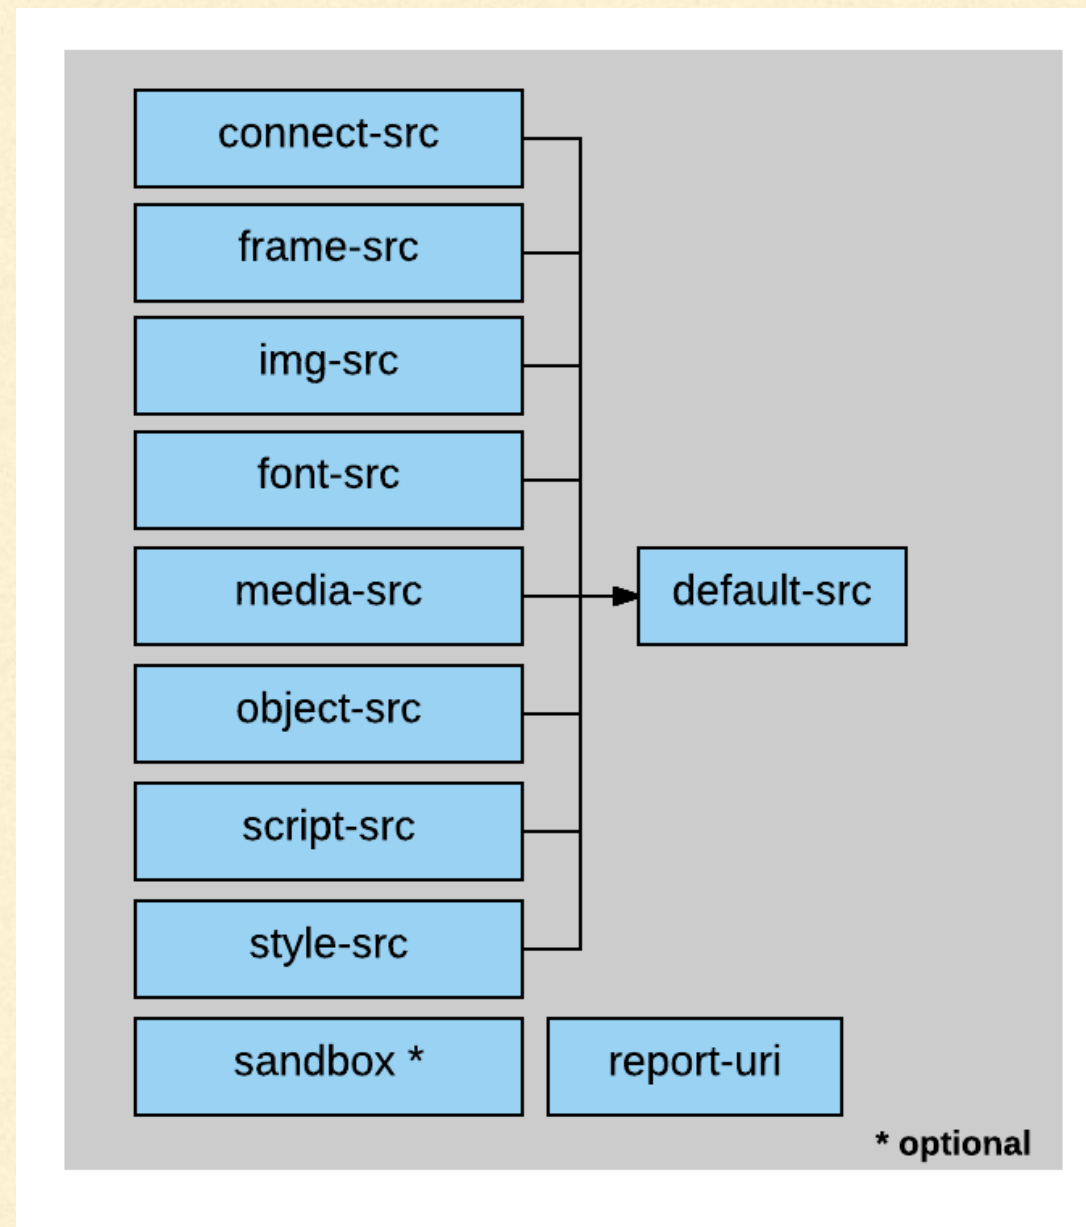 connect-src
frame-src
img-src
font-src
media-src
default-src
object-src
script-src
style-src
sandbox *
report-uri
* optional